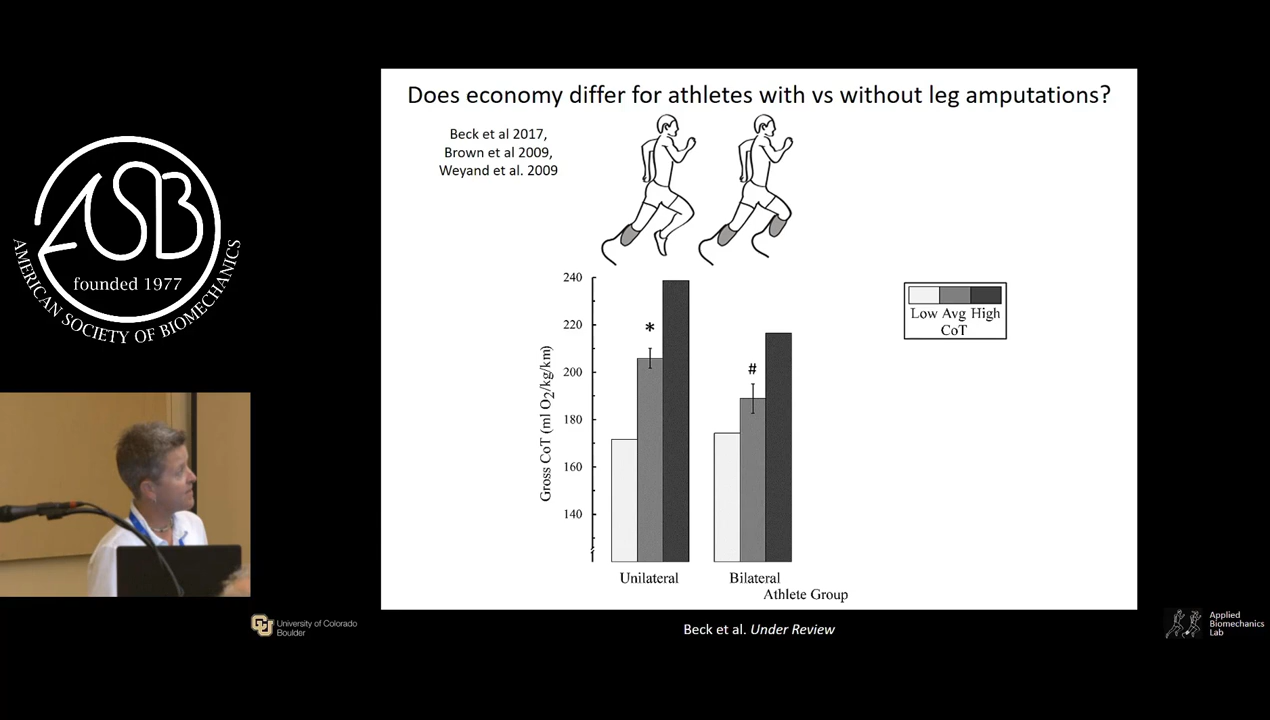 Does economy differ for athletes with vs without leg amputations?
Beck et al 2017,
Brown et al 2009,
Weyand et al. 2009
ASB
founded 1977
AMERICAN SOCIETY OF BIOMECHANICS
240
220
200
180
160
140
Gross CoT (ml O2/kg/km)
*
#
Low Avg High
CoT
Unilateral
Bilateral
Athlete Group
CU
University of Colorado
Boulder
Beck et al. Under Review
Applied
Biomechanics
Lab